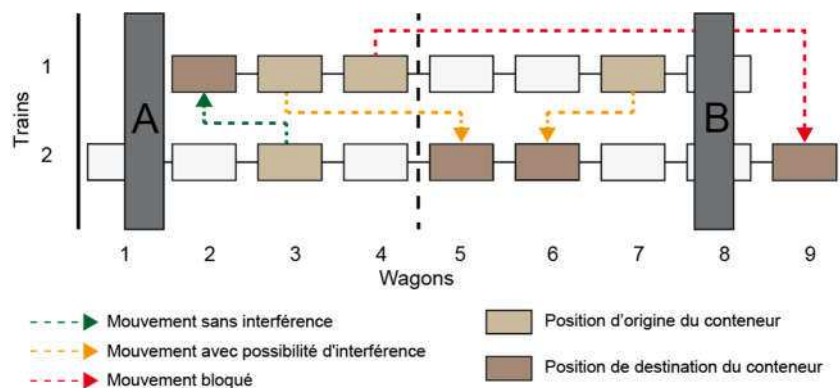 Trains
1
A
B
2
1 2 3 4 5 6 7 8 9
Wagons
Mouvement sans interférence
Mouvement avec possibilité d'interférence
Mouvement bloqué
Position d'origine du conteneur
Position de destination du conteneur